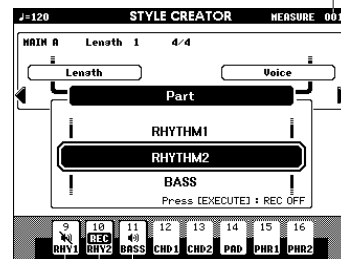 ♩=120 STYLE CREATOR MEASURE 001
MAIN A Length 1 4/4
Length Voice
Part
RHYTHM1
RHYTHM2
BASS
Press [EXECUTE] : REC OFF
9 10 11 12 13 14 15 16
REC
RHY1 RHY2 BASS CHD1 CHD2 PAD PHR1 PHR2